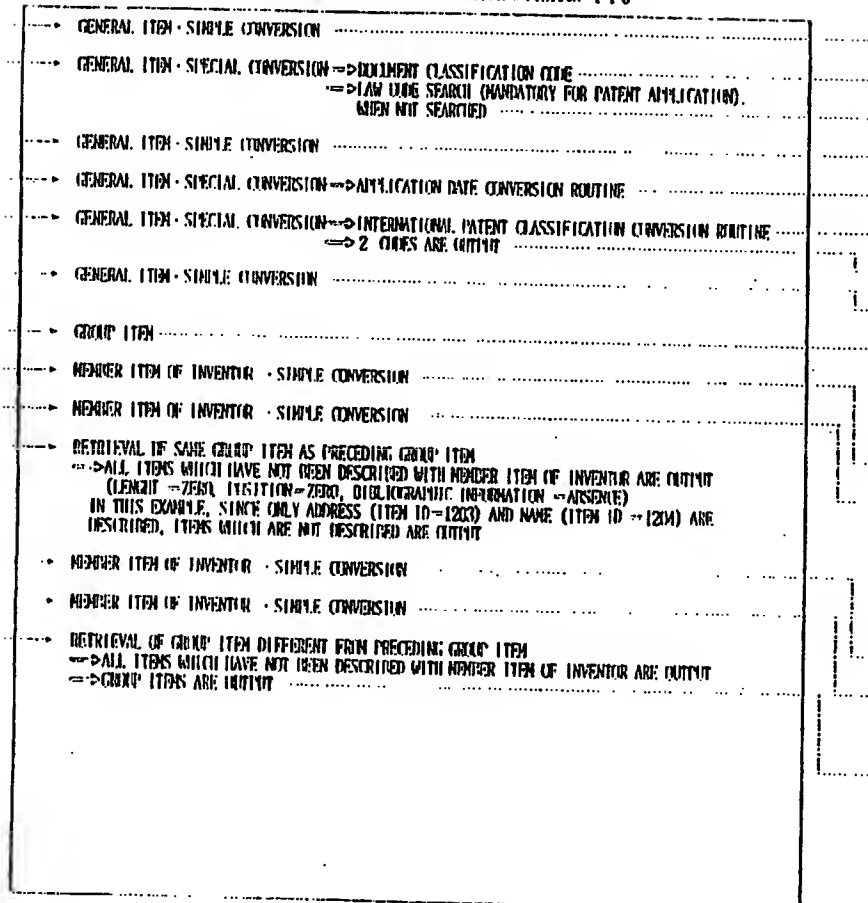 GENERAL ITEM · SIMPLE CONVERSION
GENERAL ITEM · SPECIAL CONVERSION => DOCUMENT CLASSIFICATION CODE
=> LAW CODE SEARCH (MANDATORY FOR PATENT APPLICATION).
WHEN NOT SEARCHED
GENERAL ITEM · SIMPLE CONVERSION
GENERAL ITEM · SPECIAL CONVERSION => APPLICATION DATE CONVERSION ROUTINE
GENERAL ITEM · SPECIAL CONVERSION => INTERNATIONAL PATENT CLASSIFICATION CONVERSION ROUTINE
=> 2 CODES ARE OUTPUT
GENERAL ITEM · SIMPLE CONVERSION
GROUP ITEM
MEMBER ITEM OF INVENTOR · SIMPLE CONVERSION
MEMBER ITEM OF INVENTOR · SIMPLE CONVERSION
RETRIEVAL OF SAME GROUP ITEM AS PRECEDING GROUP ITEM
=> ALL ITEMS WHICH HAVE NOT BEEN DESCRIBED WITH MEMBER ITEM OF INVENTOR ARE OUTPUT
(LENGTH = ZERO, POSITION = ZERO, BIBLIOGRAPHIC INFORMATION = ABSENCE)
IN THIS EXAMPLE, SINCE ONLY ADDRESS (ITEM ID = 1203) AND NAME (ITEM ID = 1204) ARE
DESCRIBED, ITEMS WHICH ARE NOT DESCRIBED ARE OUTPUT
MEMBER ITEM OF INVENTOR · SIMPLE CONVERSION
MEMBER ITEM OF INVENTOR · SIMPLE CONVERSION
RETRIEVAL OF GROUP ITEM DIFFERENT FROM PRECEDING GROUP ITEM
=> ALL ITEMS WHICH HAVE NOT BEEN DESCRIBED WITH MEMBER ITEM OF INVENTOR ARE OUTPUT
=> GROUP ITEMS ARE OUTPUT